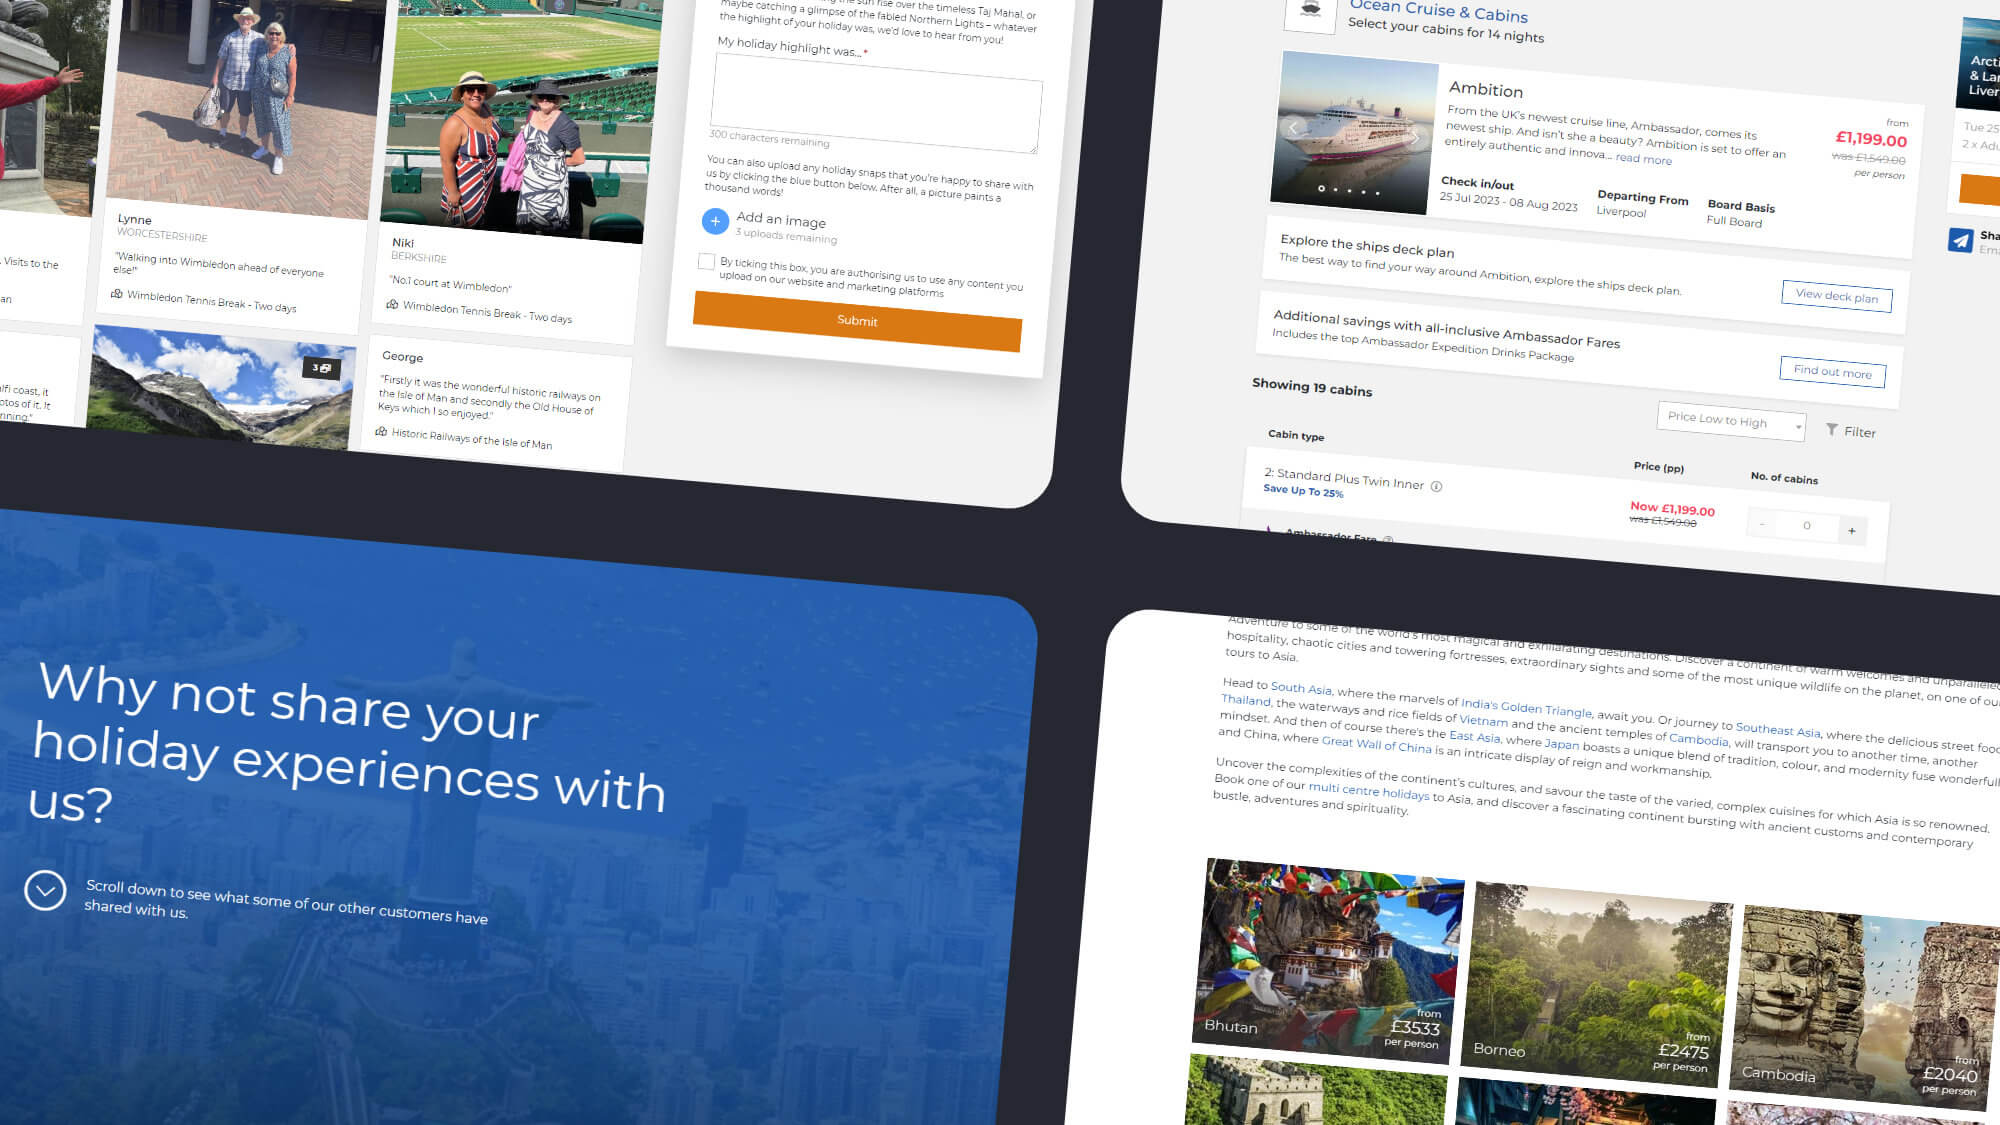 Visits to the
an
lfi coast, it
otos of it. It
nning."
Lynne
WORCESTERSHIRE
"Walking into Wimbledon ahead of everyone
else!"
Wimbledon Tennis Break - Two days
3
Niki
BERKSHIRE
"No.1 court at Wimbledon"
Wimbledon Tennis Break - Two days
George
"Firstly it was the wonderful historic railways on
the Isle of Man and secondly the Old House of
Keys which I so enjoyed."
Historic Railways of the Isle of Man
the sun rise over the timeless Taj Mahal, or
maybe catching a glimpse of the fabled Northern Lights – whatever
the highlight of your holiday was, we'd love to hear from you!
My holiday highlight was... *
300 characters remaining
You can also upload any holiday snaps that you're happy to share with
us by clicking the blue button below. After all, a picture paints a
thousand words!
Add an image
3 uploads remaining
By ticking this box, you are authorising us to use any content you
upload on our website and marketing platforms
Submit
Ocean Cruise & Cabins
Select your cabins for 14 nights
Ambition
From the UK's newest cruise line, Ambassador, comes its
newest ship. And isn't she a beauty? Ambition is set to offer an
entirely authentic and innova... read more
from
£1,199.00
was £1,549.00
per person
Check in/out
25 Jul 2023 - 08 Aug 2023
Departing From
Liverpool
Board Basis
Full Board
Explore the ships deck plan
The best way to find your way around Ambition, explore the ships deck plan.
View deck plan
Additional savings with all-inclusive Ambassador Fares
Includes the top Ambassador Expedition Drinks Package
Find out more
Showing 19 cabins
Price Low to High
Filter
Cabin type
Price (pp)
No. of cabins
2: Standard Plus Twin Inner
Save Up To 25%
Now £1,199.00
was £1,549.00
- 0 +
Ambassador Fare
Arcti
& La
Liver
Tue 25
2 x Adu
Sha
Ema
Why not share your
holiday experiences with
us?
Scroll down to see what some of our other customers have
shared with us.
Adventure to some of the world's most magical and exhilarating destinations. Discover a continent of warm welcomes and unparalleled
hospitality, chaotic cities and towering fortresses, extraordinary sights and some of the most unique wildlife on the planet, on one of our
tours to Asia.
Head to South Asia, where the marvels of India's Golden Triangle, await you. Or journey to Southeast Asia, where the delicious street food
Thailand, the waterways and rice fields of Vietnam and the ancient temples of Cambodia, will transport you to another time, another
mindset. And then of course there's the East Asia, where Japan boasts a unique blend of tradition, colour, and modernity fuse wonderfull
and China, where Great Wall of China is an intricate display of reign and workmanship.
Uncover the complexities of the continent's cultures, and savour the taste of the varied, complex cuisines for which Asia is so renowned.
Book one of our multi centre holidays to Asia, and discover a fascinating continent bursting with ancient customs and contemporary
bustle, adventures and spirituality.
Bhutan
from
£3533
per person
Borneo
from
£2475
per person
Cambodia
from
£2040
per person